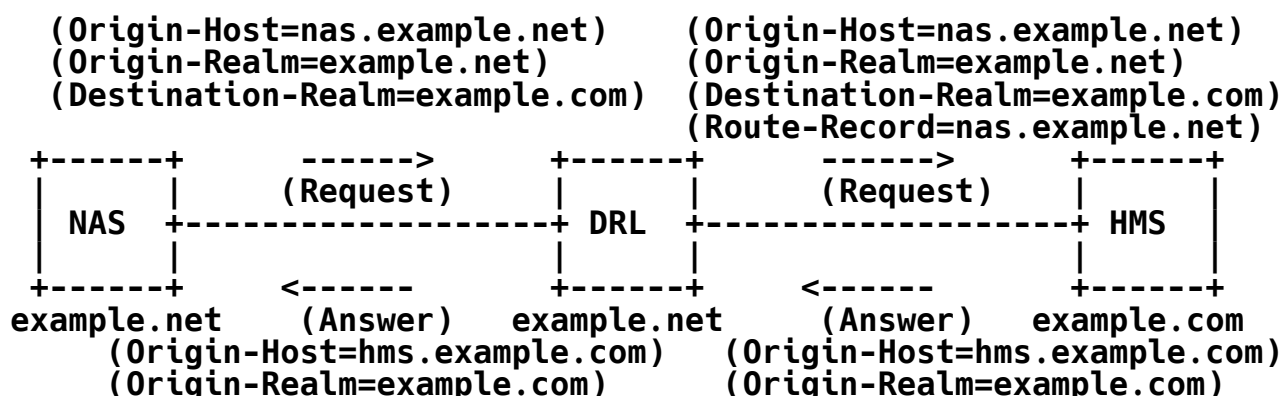 (Origin-Host=nas.example.net) (Origin-Host=nas.example.net)
(Origin-Realm=example.net) (Origin-Realm=example.net)
(Destination-Realm=example.com) (Destination-Realm=example.com)
(Route-Record=nas.example.net)
+------+ ------> +------+ ------> +------+
| | (Request) | | (Request) | |
| NAS +-------------------+ DRL +-------------------+ HMS |
| | | | | |
+------+ <------ +------+ <------ +------+
example.net (Answer) example.net (Answer) example.com
(Origin-Host=hms.example.com) (Origin-Host=hms.example.com)
(Origin-Realm=example.com) (Origin-Realm=example.com)